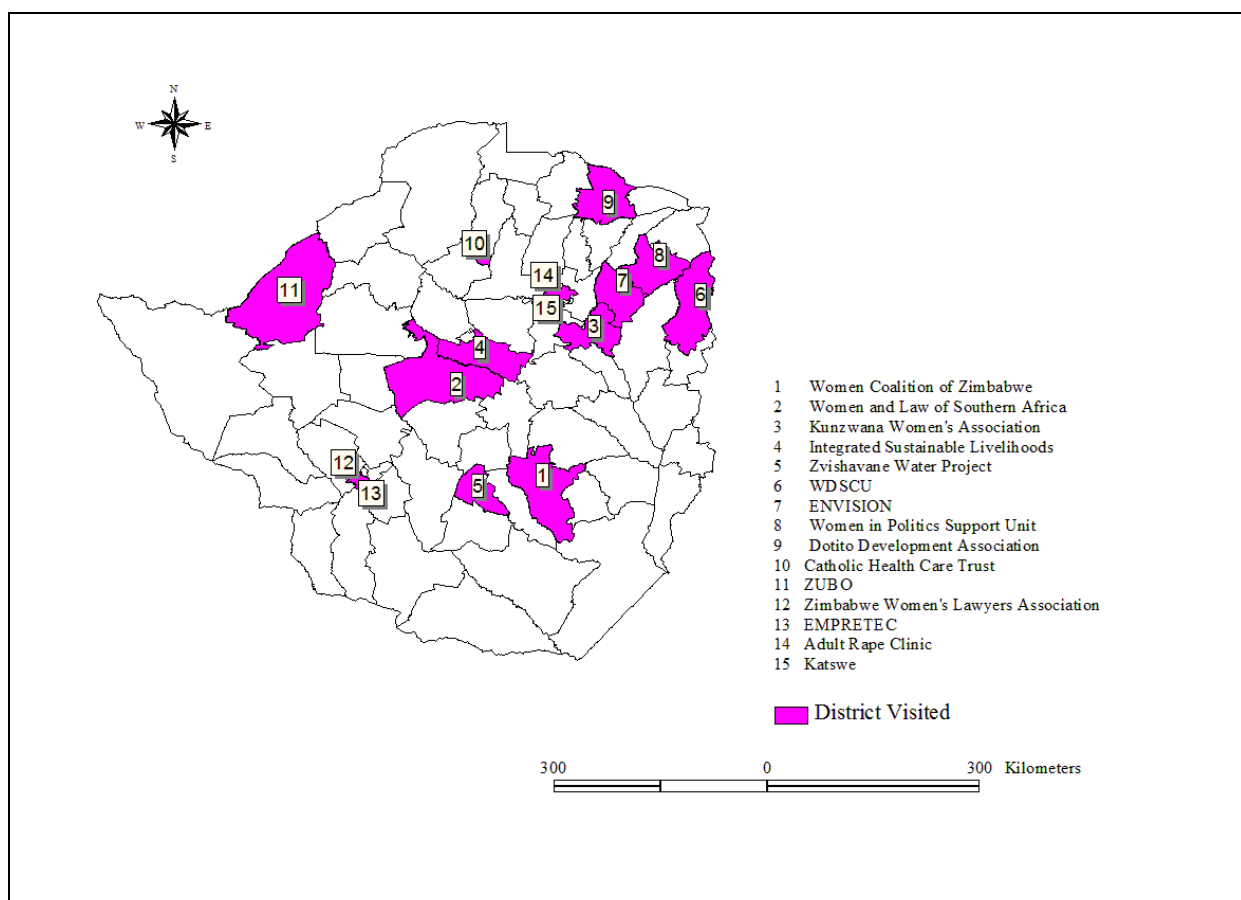 N
W E
S
9
10
8
14
7
11
6
15
3
4
2
12
1
5
13
1 Women Coalition of Zimbabwe
2 Women and Law of Southern Africa
3 Kunzwana Women's Association
4 Integrated Sustainable Livelihoods
5 Zvishavane Water Project
6 WDSCU
7 ENVISION
8 Women in Politics Support Unit
9 Dotito Development Association
10 Catholic Health Care Trust
11 ZUBO
12 Zimbabwe Women's Lawyers Association
13 EMPRETEC
14 Adult Rape Clinic
15 Katswe
District Visited
300 0 300 Kilometers